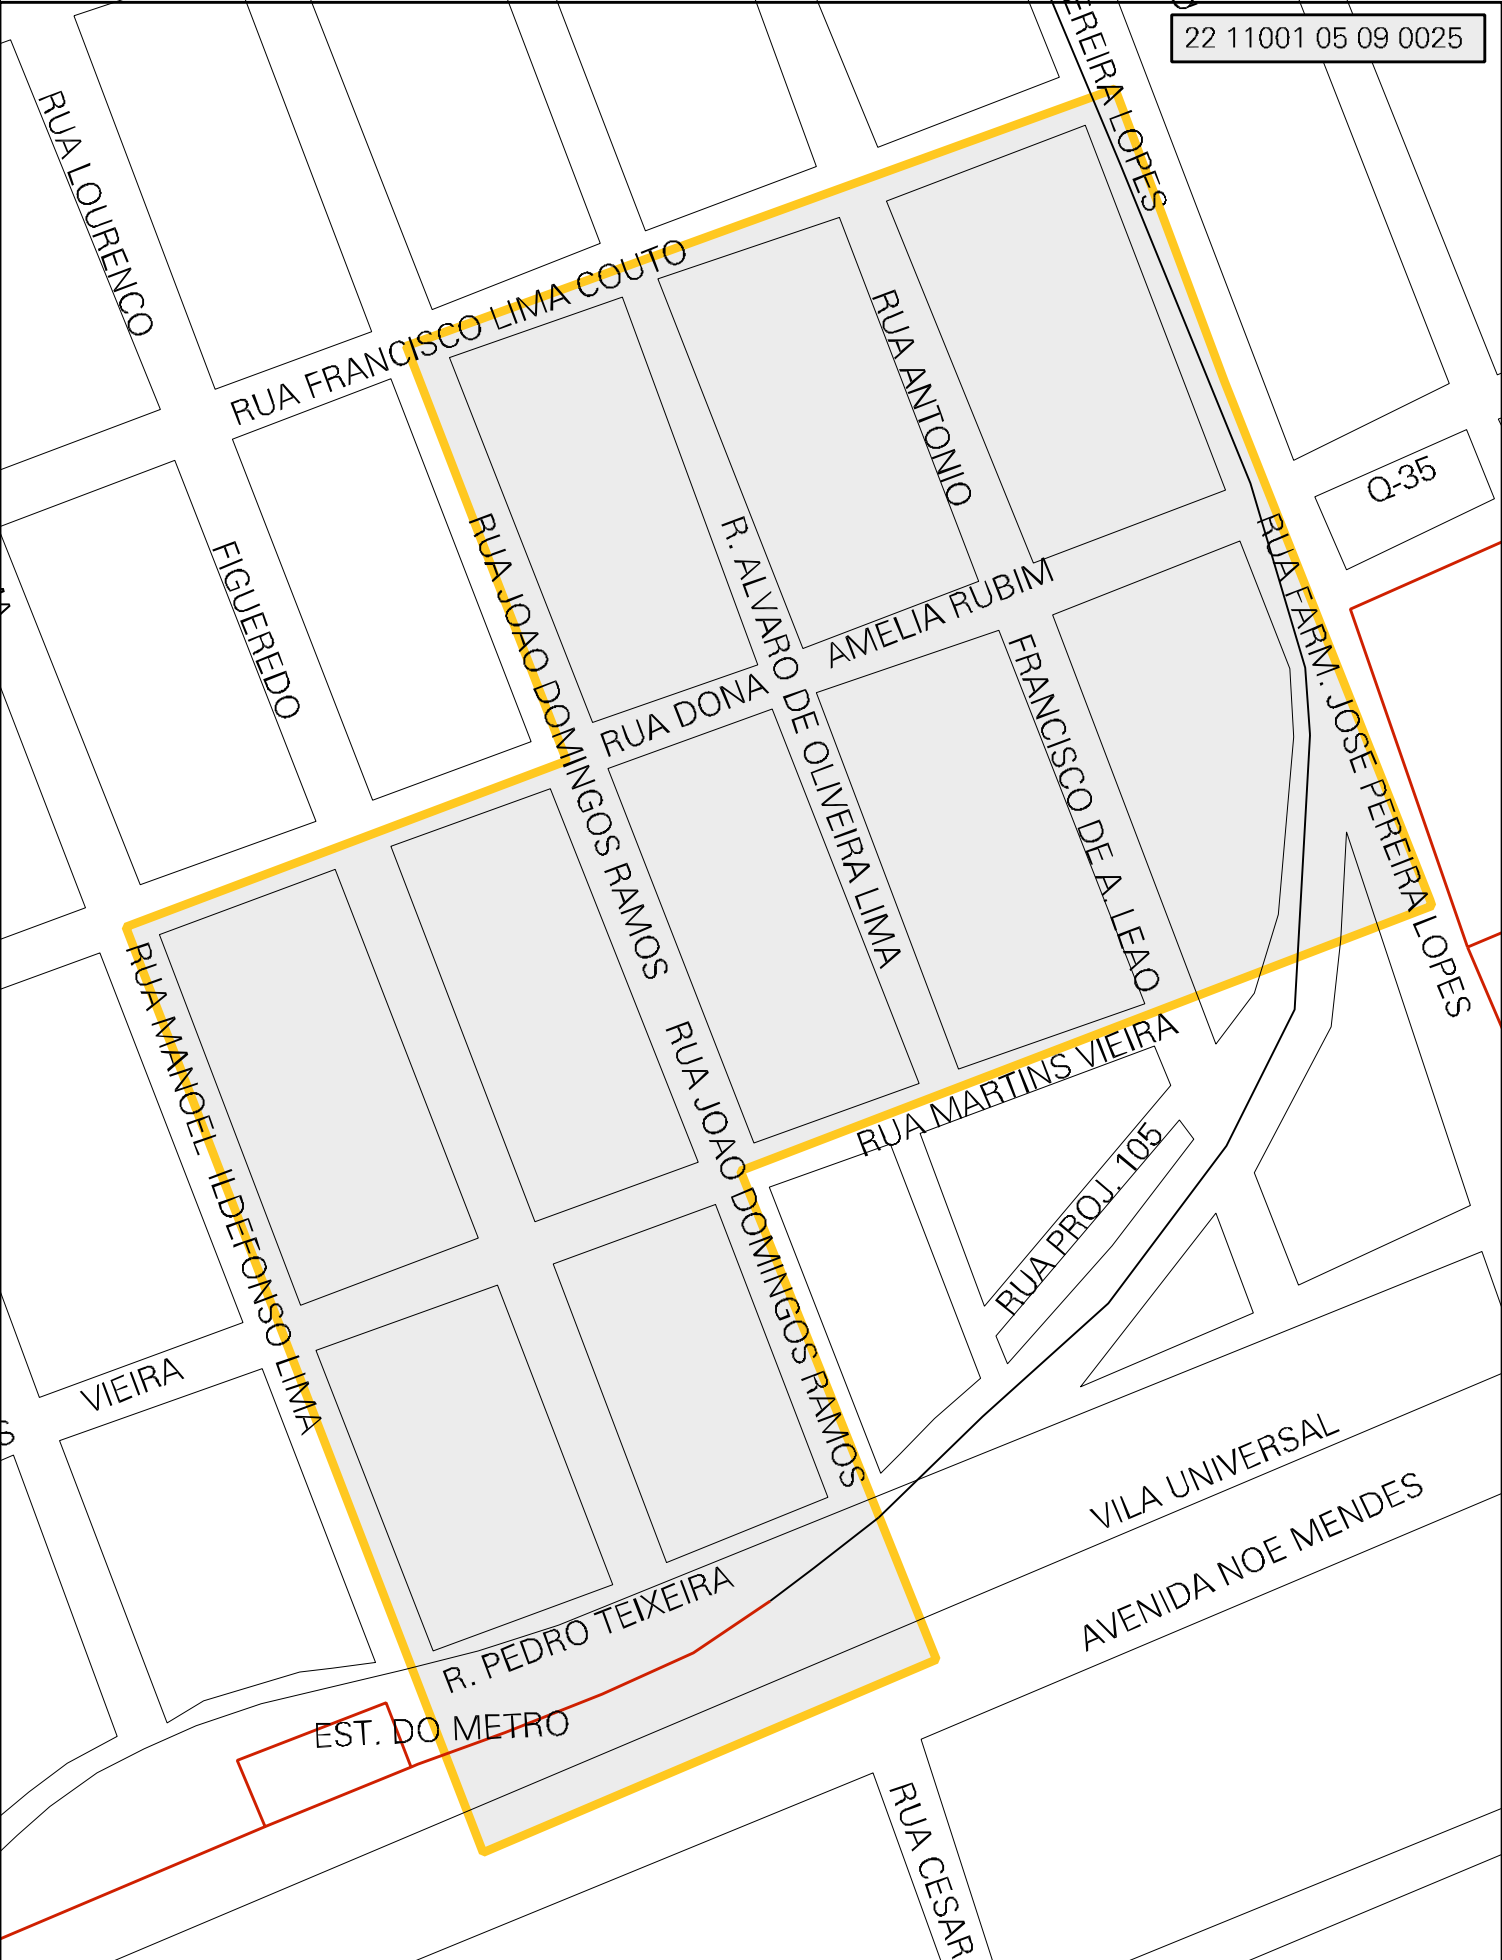 22 11001 05 09 0025
EREIRA LOPES
RUA LOURENCO
RUA FRANCISCO LIMA COUTO
RUA ANTONIO
Q-35
FIGUEREDO
RUA JOAO DOMINGOS RAMOS
R. ALVARO DE OLIVEIRA LIMA
RUA DONA AMELIA RUBIM
RUA FARM. JOSE PEREIRA LOPES
FRANCISCO DE A. LEAO
RUA MANOEL ILDEFONSO LIMA
RUA JOAO DOMINGOS RAMOS
RUA MARTINS VIEIRA
RUA PROJ. 105
VIEIRA
S
VILA UNIVERSAL
AVENIDA NOE MENDES
R. PEDRO TEIXEIRA
EST. DO METRO
RUA CESAR